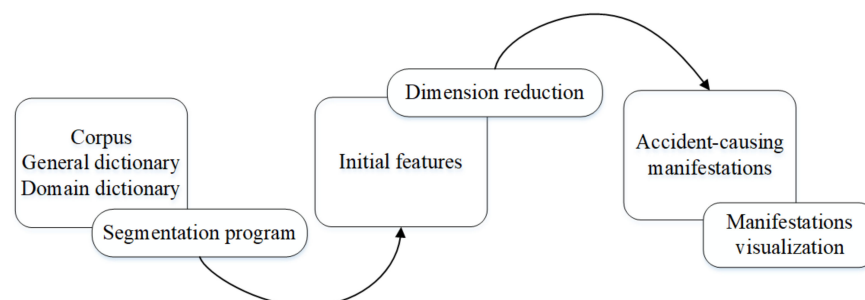 Corpus
General dictionary
Domain dictionary
Segmentation program
Initial features
Dimension reduction
Accident-causing
manifestations
Manifestations
visualization